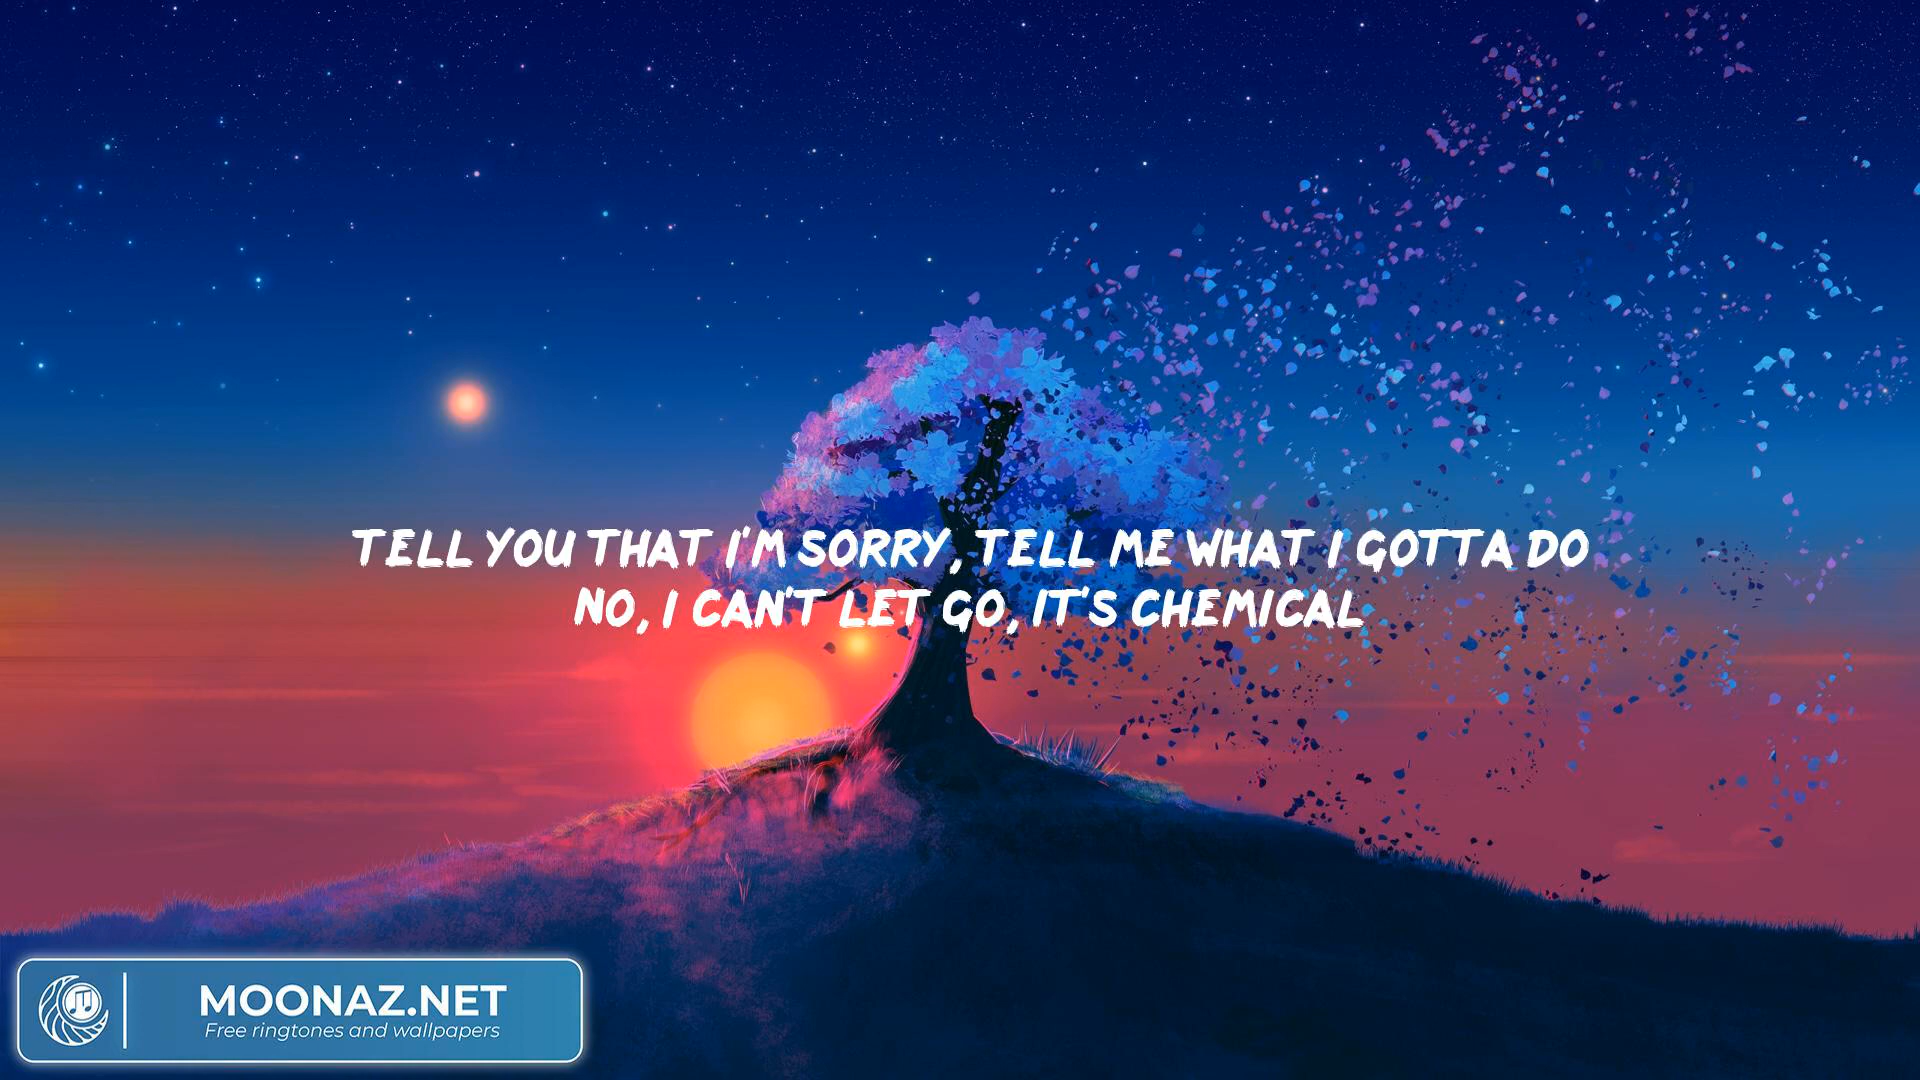 TELL YOU THAT I'M SORRY, TELL ME WHAT I GOTTA DO
NO, I CAN'T LET GO, IT'S CHEMICAL
MOONAZ.NET
Free ringtones and wallpapers